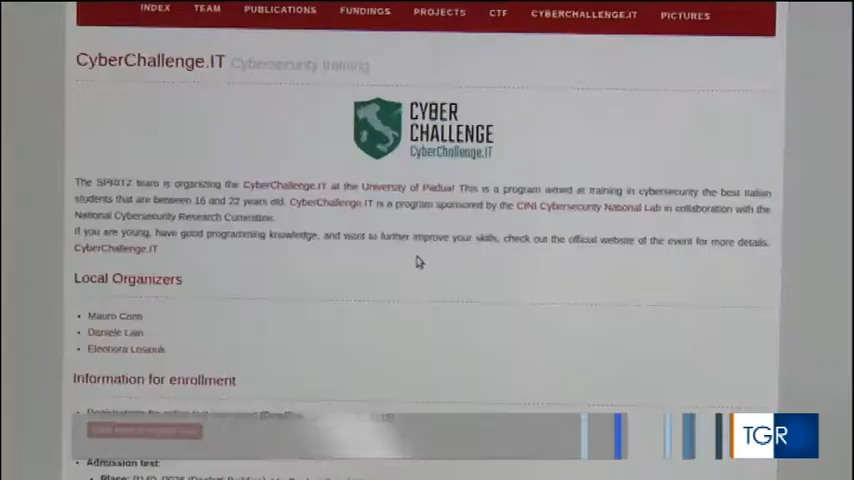 INDEX TEAM PUBLICATIONS FUNDINGS PROJECTS CTF CYBERCHALLENGE.IT PICTURES
CyberChallenge.IT Cybersecurity training
CYBER
CHALLENGE
CyberChallenge.IT
The SPRITZ team is organizing the CyberChallenge.IT at the University of Padua! This is a program aimed at training in cybersecurity the best Italian
students that are between 16 and 22 years old. CyberChallenge.IT is a program sponsored by the CINI Cybersecurity National Lab in collaboration with the
National Cybersecurity Research Committee.
If you are young, have good programming knowledge, and want to further improve your skills, check out the official website of the event for more details.
CyberChallenge.IT
Local Organizers
Mauro Conti
Daniele Lain
Eleonora Losiouk
Information for enrollment
TGR
Admission test: